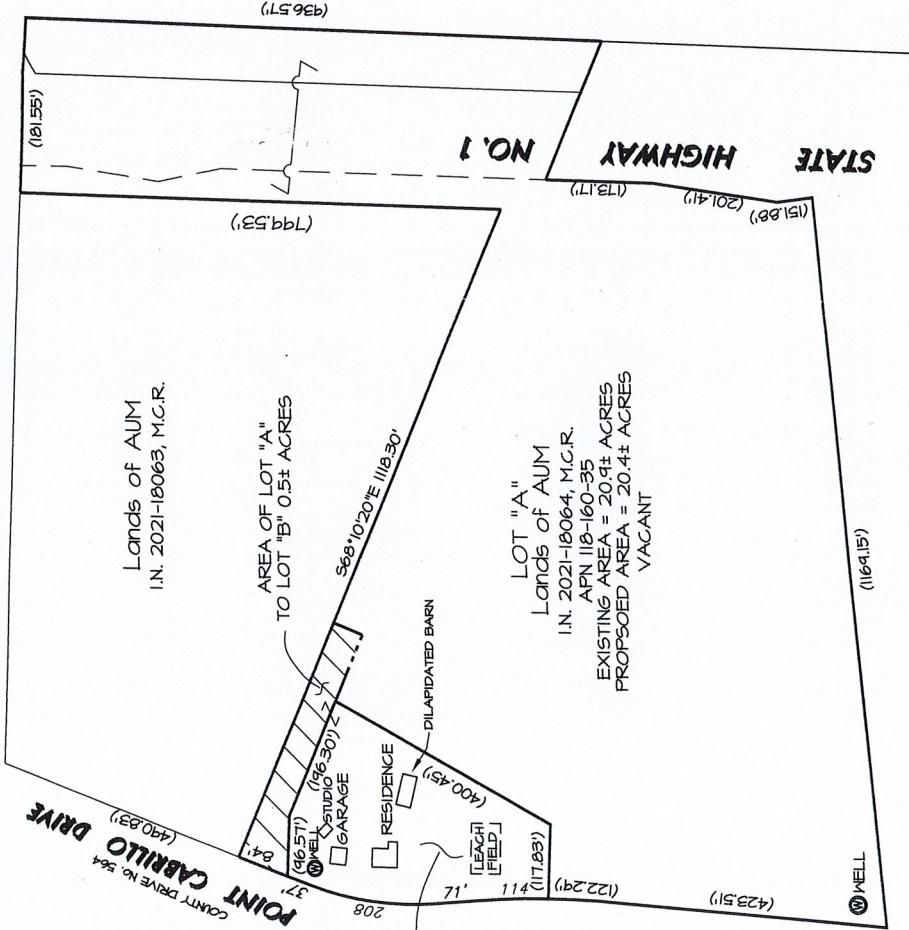 (936.57')
(181.55')
STATE HIGHWAY NO. 1
(799.53')
(173.17')
(201.41')
(151.88')
Lands of AUM
I.N. 2021-18063, M.C.R.
AREA OF LOT "A"
TO LOT "B" 0.5± ACRES
S68°10'20"E 1118.30'
LOT "A"
Lands of AUM
I.N. 2021-18064, M.C.R.
APN 118-160-35
EXISTING AREA = 20.9± ACRES
PROPSOED AREA = 20.4± ACRES
VACANT
DILAPIDATED BARN
(490.83')
COUNTY DRIVE No. 564
POINT CABRILLO DRIVE
84'
37'
(96.57')
(196.30')
WELL
STUDIO
GARAGE
RESIDENCE
(400.45')
LEACH
FIELD
208
71'
114
(117.83')
(122.29')
(423.51')
W WELL
(1169.15')